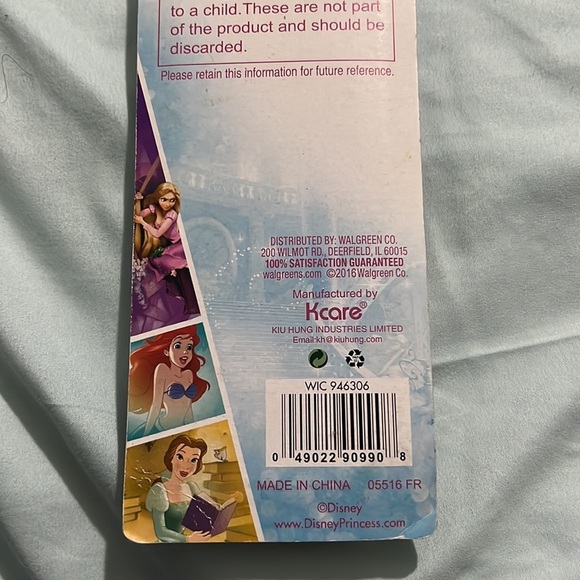 to a child.These are not part
of the product and should be
discarded.
Please retain this information for future reference.
DISTRIBUTED BY: WALGREEN CO.
200 WILMOT RD., DEERFIELD, IL 60015
100% SATISFACTION GUARANTEED
walgreens.com ©2016 Walgreen Co.
Manufactured by
Kcare®
KIU HUNG INDUSTRIES LIMITED
Email:kh@kiuhung.com
WIC 946306
0 49022 90990 8
MADE IN CHINA 05516 FR
©Disney
www.DisneyPrincess.com